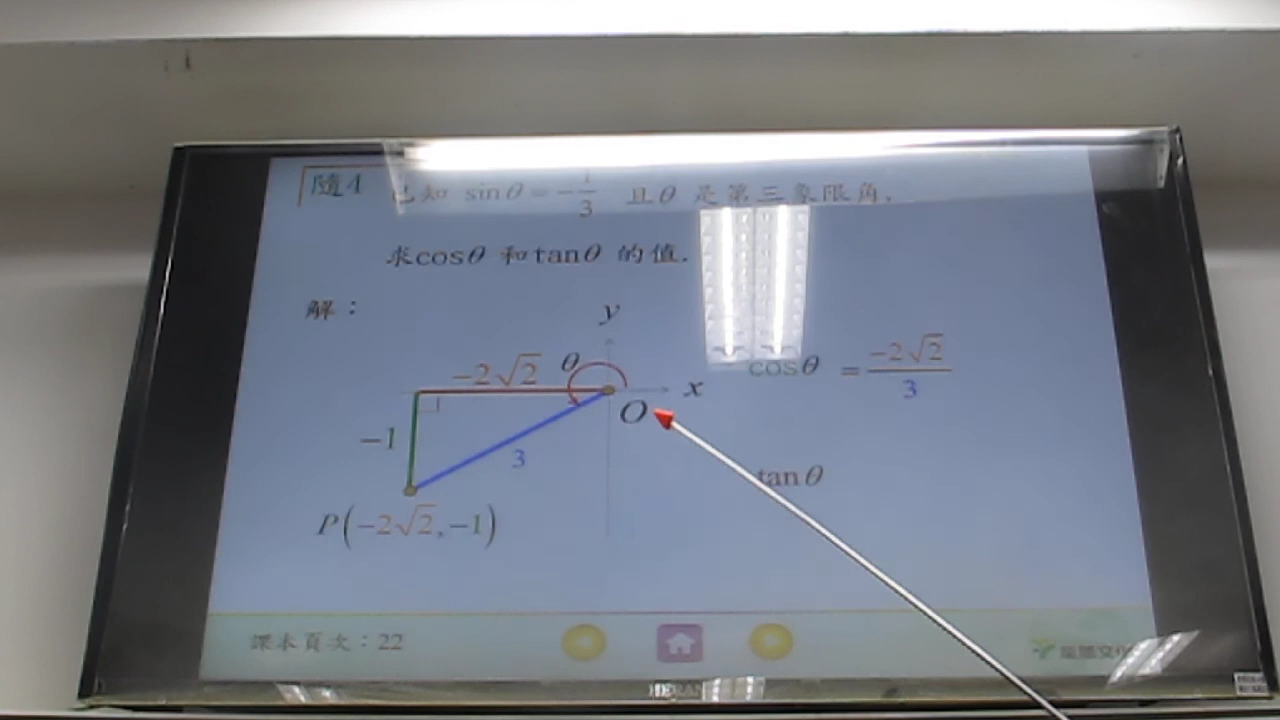 隨4 已知 sinθ = -1/3 且θ 是第三象限角.
求cosθ 和tanθ 的值.
解：
y
-2√2 θ
x
O
-1
3
P(-2√2,-1)
cosθ = -2√2/3
tanθ
課本頁次：22
HERAN